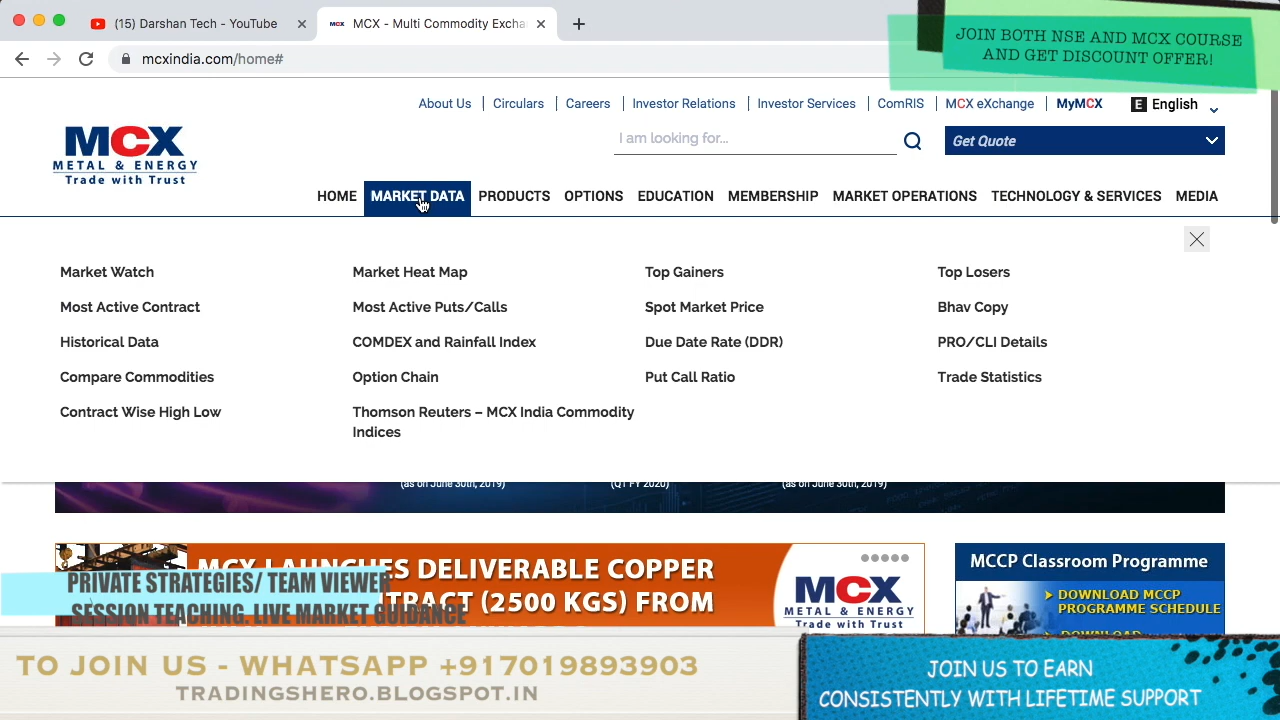 (15) Darshan Tech - YouTube
MCX - Multi Commodity Excha
mcxindia.com/home#
JOIN BOTH NSE AND MCX COURSE
AND GET DISCOUNT OFFER!
About Us
Circulars
Careers
Investor Relations
Investor Services
ComRIS
MCX eXchange
MyMCX
E English
MCX
METAL & ENERGY
Trade with Trust
I am looking for...
Get Quote
HOME
MARKET DATA
PRODUCTS
OPTIONS
EDUCATION
MEMBERSHIP
MARKET OPERATIONS
TECHNOLOGY & SERVICES
MEDIA
Market Watch
Market Heat Map
Top Gainers
Top Losers
Most Active Contract
Most Active Puts/Calls
Spot Market Price
Bhav Copy
Historical Data
COMDEX and Rainfall Index
Due Date Rate (DDR)
PRO/CLI Details
Compare Commodities
Option Chain
Put Call Ratio
Trade Statistics
Contract Wise High Low
Thomson Reuters – MCX India Commodity
Indices
(as on June 30th, 2019)
(Q1 FY 2020)
(as on June 30th, 2019)
MCX LAUNCHES DELIVERABLE COPPER
TRACT (2500 KGS) FROM
MCX
METAL & ENERGY
Trade with Trust
MCCP Classroom Programme
DOWNLOAD MCCP
PROGRAMME SCHEDULE
DOWNLOAD
PRIVATE STRATEGIES/ TEAM VIEWER
SESSION TEACHING. LIVE MARKET GUIDANCE
TO JOIN US - WHATSAPP +917019893903
TRADINGSHERO.BLOGSPOT.IN
JOIN US TO EARN
CONSISTENTLY WITH LIFETIME SUPPORT